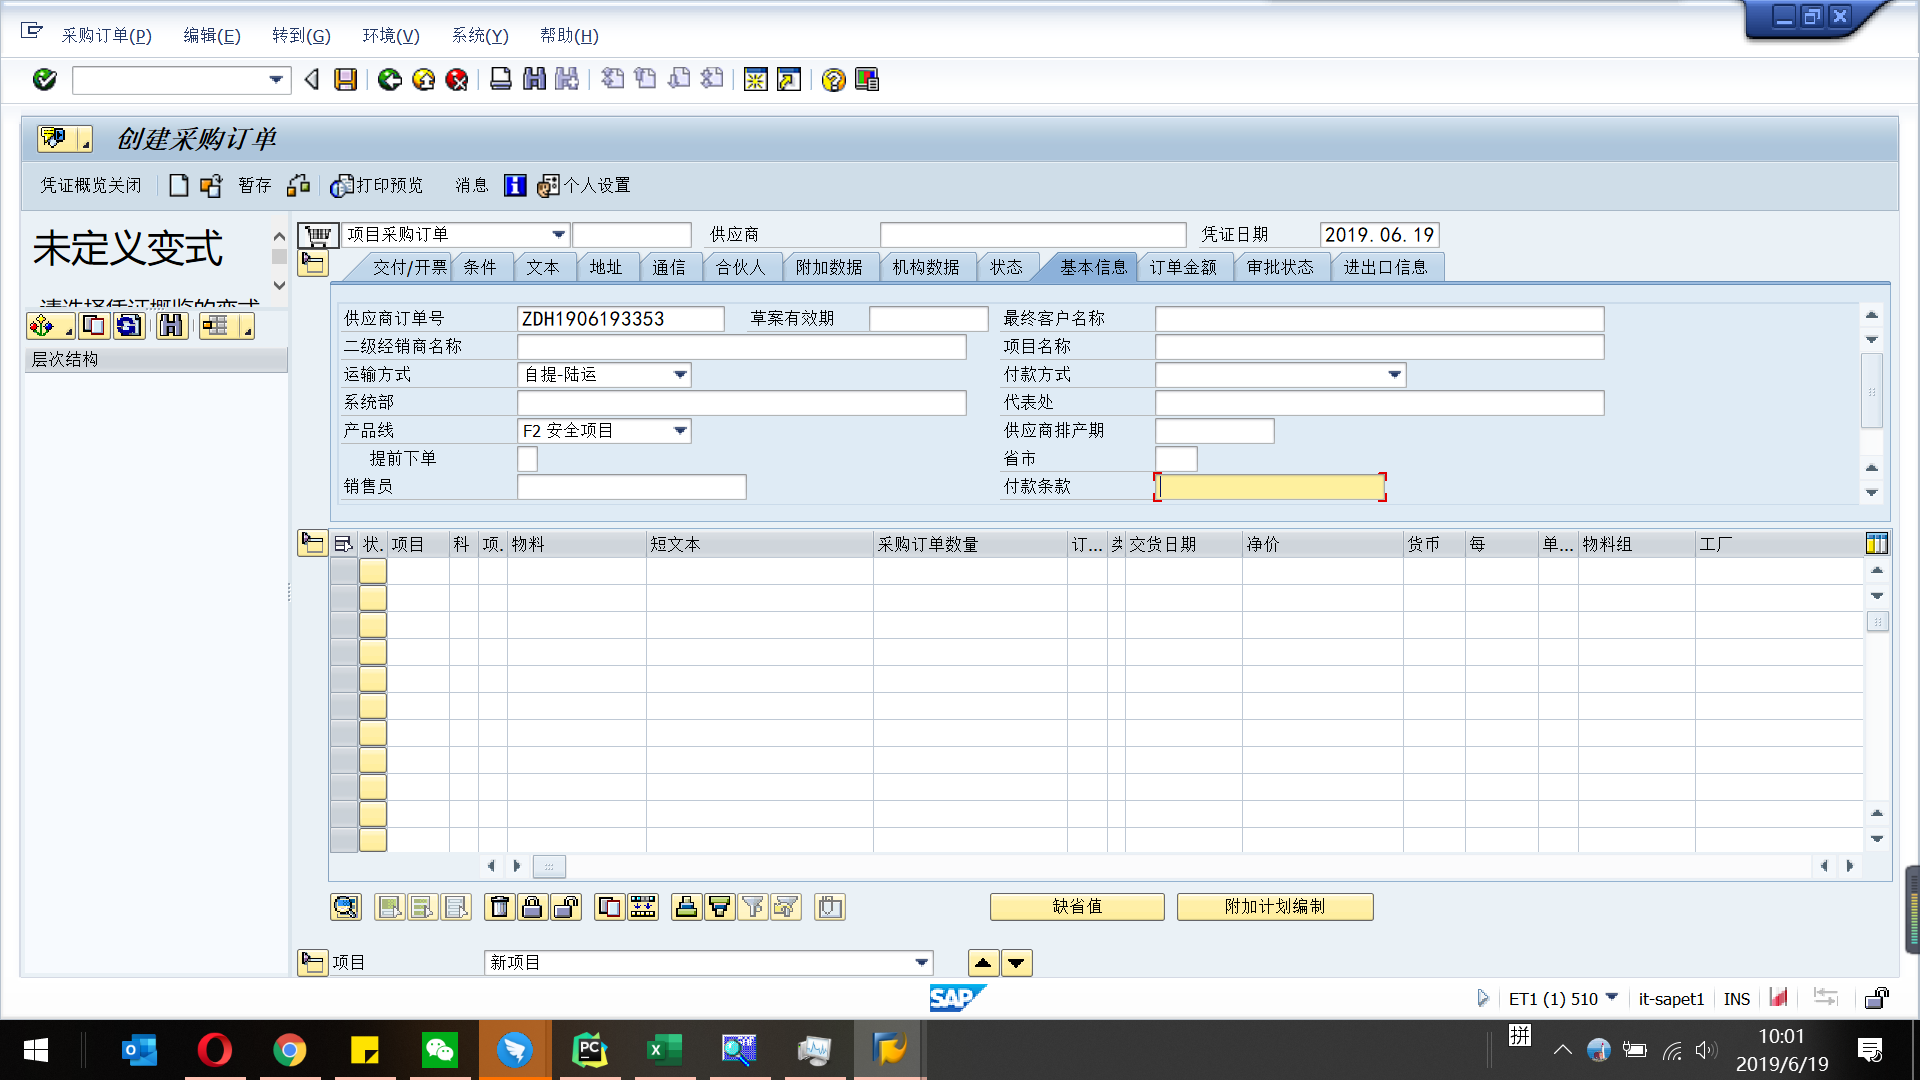 采购订单(P) 编辑(E) 转到(G) 环境(V) 系统(Y) 帮助(H)
创建采购订单
凭证概览关闭 暂存 打印预览 消息 个人设置
未定义变式
层次结构
项目采购订单 供应商 凭证日期 2019.06.19
交付/开票 条件 文本 地址 通信 合伙人 附加数据 机构数据 状态 基本信息 订单金额 审批状态 进出口信息
供应商订单号 ZDH1906193353 草案有效期 最终客户名称
二级经销商名称 项目名称
运输方式 自提-陆运 付款方式
系统部 代表处
产品线 F2 安全项目 供应商排产期
提前下单 省市
销售员 付款条款
状. 项目 科 项. 物料 短文本 采购订单数量 订... 交货日期 净价 货币 每 单... 物料组 工厂
缺省值 附加计划编制
项目 新项目
SAP
ET1 (1) 510 it-sapet1 INS
拼
10:01
2019/6/19